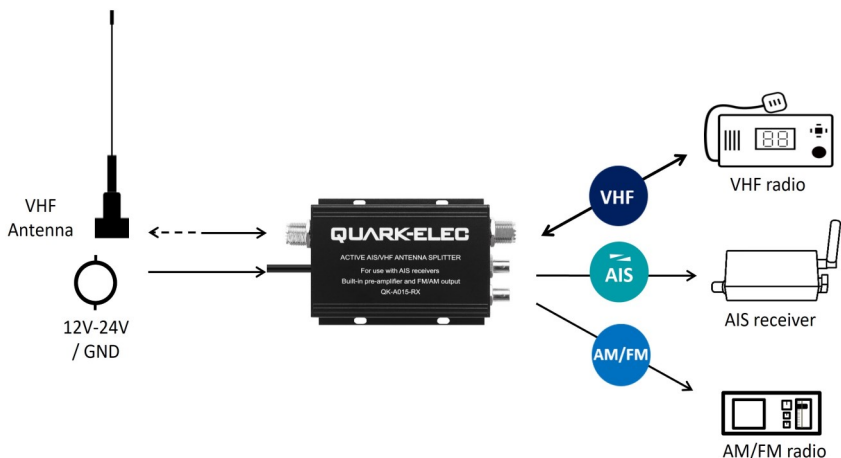 VHF
Antenna
12V-24V
/ GND
QUARK-ELEC
ACTIVE AIS/VHF ANTENNA SPLITTER
For use with AIS receivers
Built-in pre-amplifier and FM/AM output
QK-A015-RX
VHF
AIS
AM/FM
88
VHF radio
AIS receiver
AM/FM radio